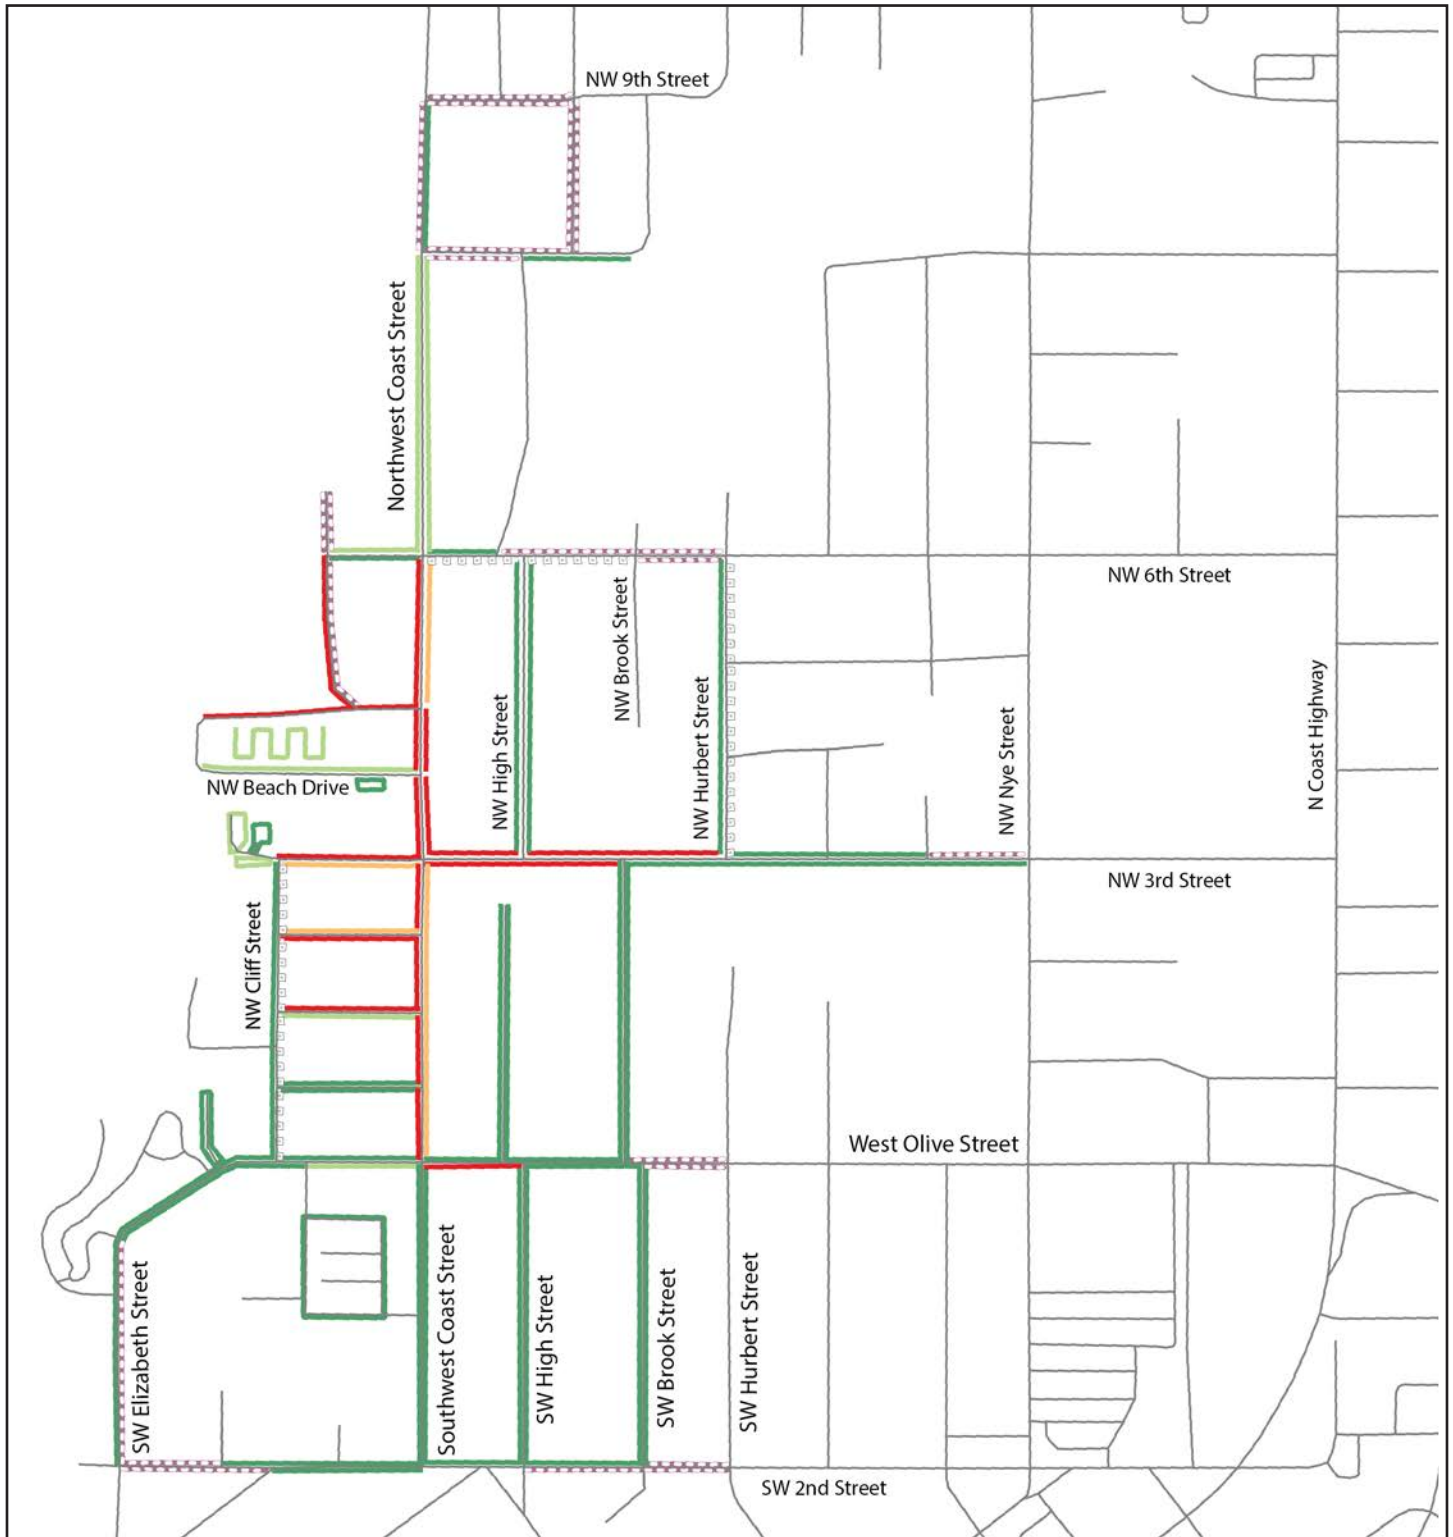 NW 9th Street
Northwest Coast Street
NW 6th Street
NW Brook Street
NW High Street
NW Hurbert Street
NW Nye Street
N Coast Highway
NW Beach Drive
NW 3rd Street
NW Cliff Street
West Olive Street
SW Elizabeth Street
Southwest Coast Street
SW High Street
SW Brook Street
SW Hurbert Street
SW 2nd Street